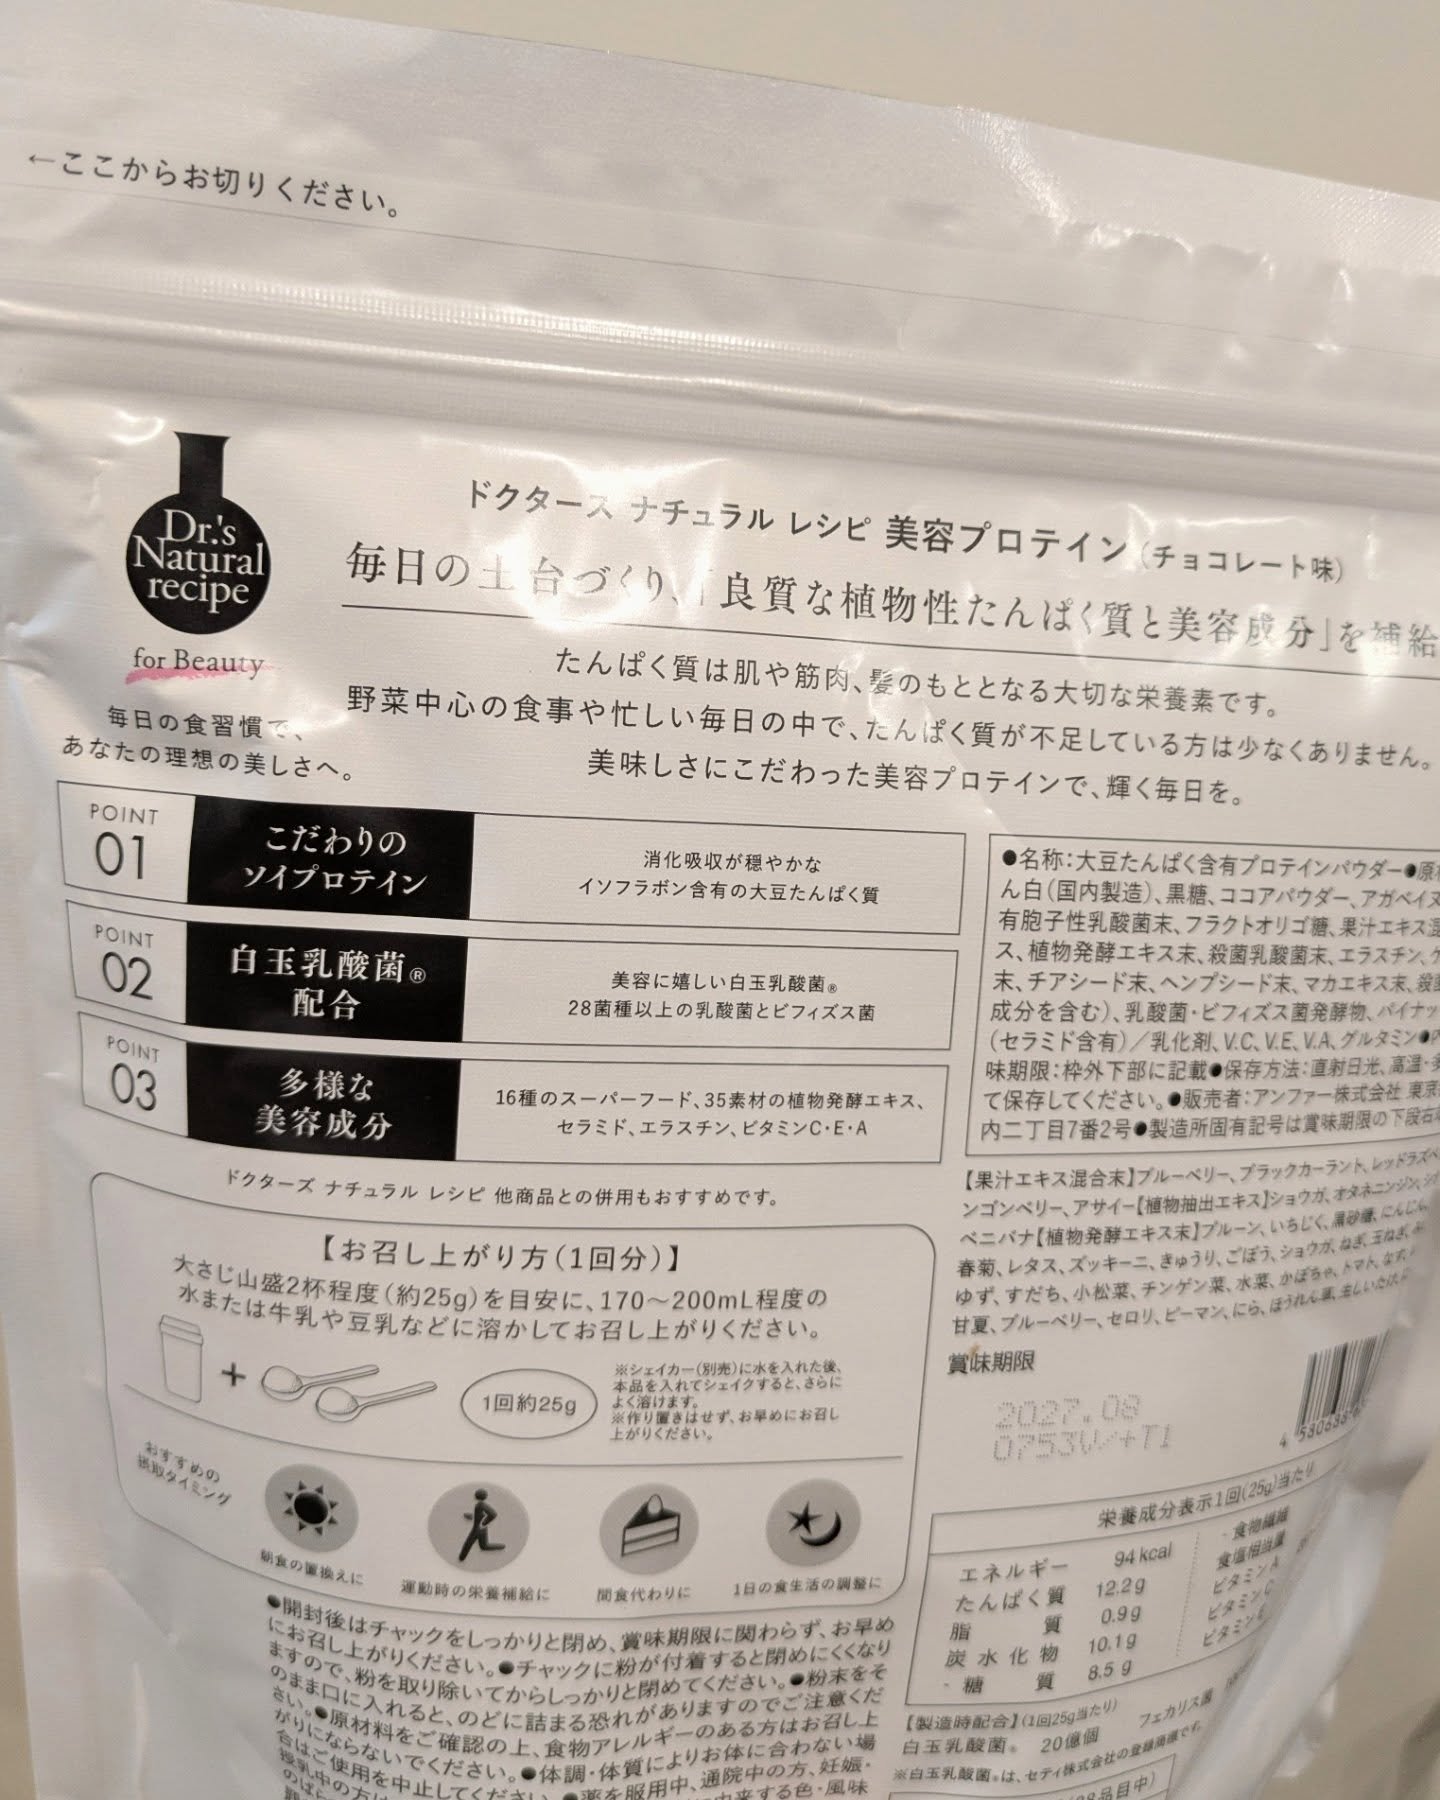 ←ここからお切りください。
Dr.'s
Natural
recipe
for Beauty
毎日の食習慣で、
あなたの理想の美しさへ。
ドクターズ ナチュラル レシピ 美容プロテイン(チョコレート味)
毎日の土台づくり、「良質な植物性たんぱく質と美容成分」を補給
たんぱく質は肌や筋肉、髪のもととなる大切な栄養素です。
野菜中心の食事や忙しい毎日の中で、たんぱく質が不足している方は少なくありません。
美味しさにこだわった美容プロテインで、輝く毎日を。
POINT
01
こだわりの
ソイプロテイン
消化吸収が穏やかな
イソフラボン含有の大豆たんぱく質
POINT
02
白玉乳酸菌®
配合
美容に嬉しい白玉乳酸菌®
28菌種以上の乳酸菌とビフィズス菌
POINT
03
多様な
美容成分
16種のスーパーフード、35素材の植物発酵エキス、
セラミド、エラスチン、ビタミンC・E・A
ドクターズ ナチュラル レシピ 他商品との併用もおすすめです。
【お召し上がり方(1回分)】
大さじ山盛2杯程度(約25g)を目安に、170〜200mL程度の
水または牛乳や豆乳などに溶かしてお召し上がりください。
+
1回約25g
※シェイカー(別売)に水を入れた後、
本品を入れてシェイクすると、さらに
よく溶けます。
※作り置きはせず、お早めにお召し
上がりください。
おすすめの
摂取タイミング
朝食の置換えに
運動時の栄養補給に
間食代わりに
1日の食生活の調整に
●開封後はチャックをしっかりと閉め、賞味期限に関わらず、お早め
にお召し上がりください。●チャックに粉が付着すると閉めにくくなり
ますので、粉を取り除いてからしっかりと閉めてください。●粉末をそ
のまま口に入れると、のどに詰まる恐れがありますのでご注意くだ
さい。●原材料をご確認の上、食物アレルギーのある方はお召し上
がりにならないでください。●体調・体質によりお体に合わない場
合はご使用を中止してください。●薬を服用中、通院中の方、妊娠・
授乳中の方は
由来する色・風味
●名称：大豆たんぱく含有プロテインパウダー●原
ん白(国内製造)、黒糖、ココアパウダー、アガベイヌ
有胞子性乳酸菌末、フラクトオリゴ糖、果汁エキス混
ス、植物発酵エキス末、殺菌乳酸菌末、エラスチン、
末、チアシード末、ヘンプシード末、マカエキス末、殺菌
成分を含む)、乳酸菌・ビフィズス菌発酵物、パイナッ
(セラミド含有)／乳化剤、V.C、V.E、V.A、グルタミン●
味期限：枠外下部に記載●保存方法：直射日光、高温・
て保存してください。●販売者：アンファー株式会社 東京
内二丁目7番2号●製造所固有記号は賞味期限の下段右
【果汁エキス混合末】ブルーベリー、ブラックカーラント、レッドラズベ
ンゴンベリー、アサイー【植物抽出エキス】ショウガ、オタネニンジン、
ベニバナ【植物発酵エキス末】プルーン、いちじく、黒砂糖、にんじん、
春菊、レタス、ズッキーニ、きゅうり、ごぼう、ショウガ、ねぎ、玉ねぎ、
ゆず、すだち、小松菜、チンゲン菜、水菜、かぼちゃ、トマト、なす、
甘夏、ブルーベリー、セロリ、ピーマン、にら、ほうれん草、生しいたけ、
賞味期限
2027.08
0753W/+T1
栄養成分表示1回(25g)当たり
エネルギー 94kcal
たんぱく質 12.2g
脂質 0.9g
炭水化物 10.1g
- 糖質 8.5g
- 食物繊維
食塩相当量
ビタミンA
ビタミンC
ビタミンE
【製造時配合】(1回25g当たり)
白玉乳酸菌® 20億個 フェカリス菌
※白玉乳酸菌®は、セティ株式会社の登録商標です。